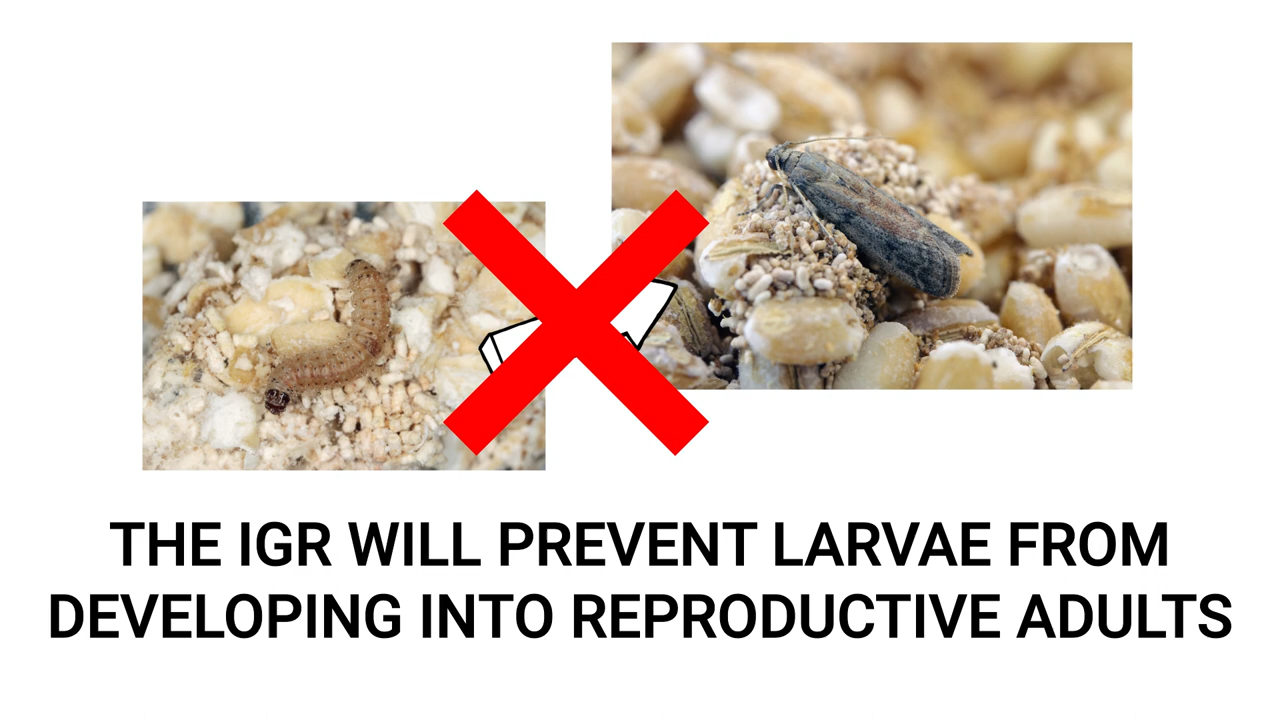 THE IGR WILL PREVENT LARVAE FROM
DEVELOPING INTO REPRODUCTIVE ADULTS